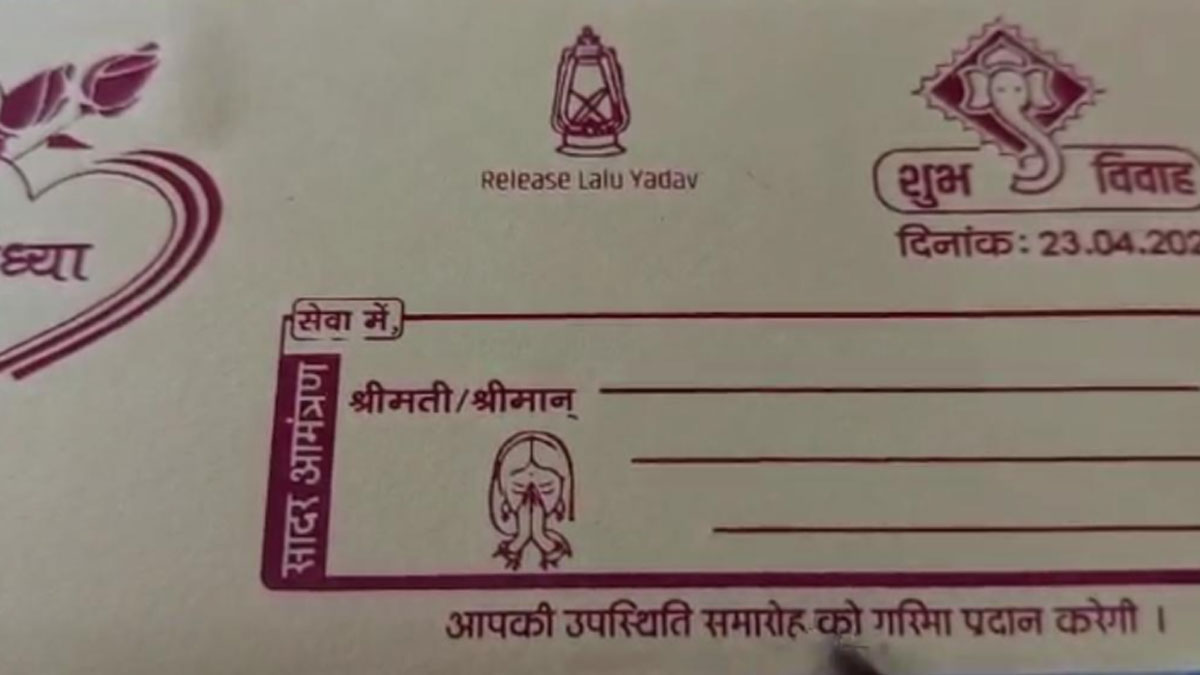 Release Lalu Yadav
शुभ विवाह
दिनांक: 23.04.202
ध्या
सेवा में,
सादर आमंत्रण
श्रीमती/श्रीमान्
आपकी उपस्थिति समारोह को गरिमा प्रदान करेगी ।